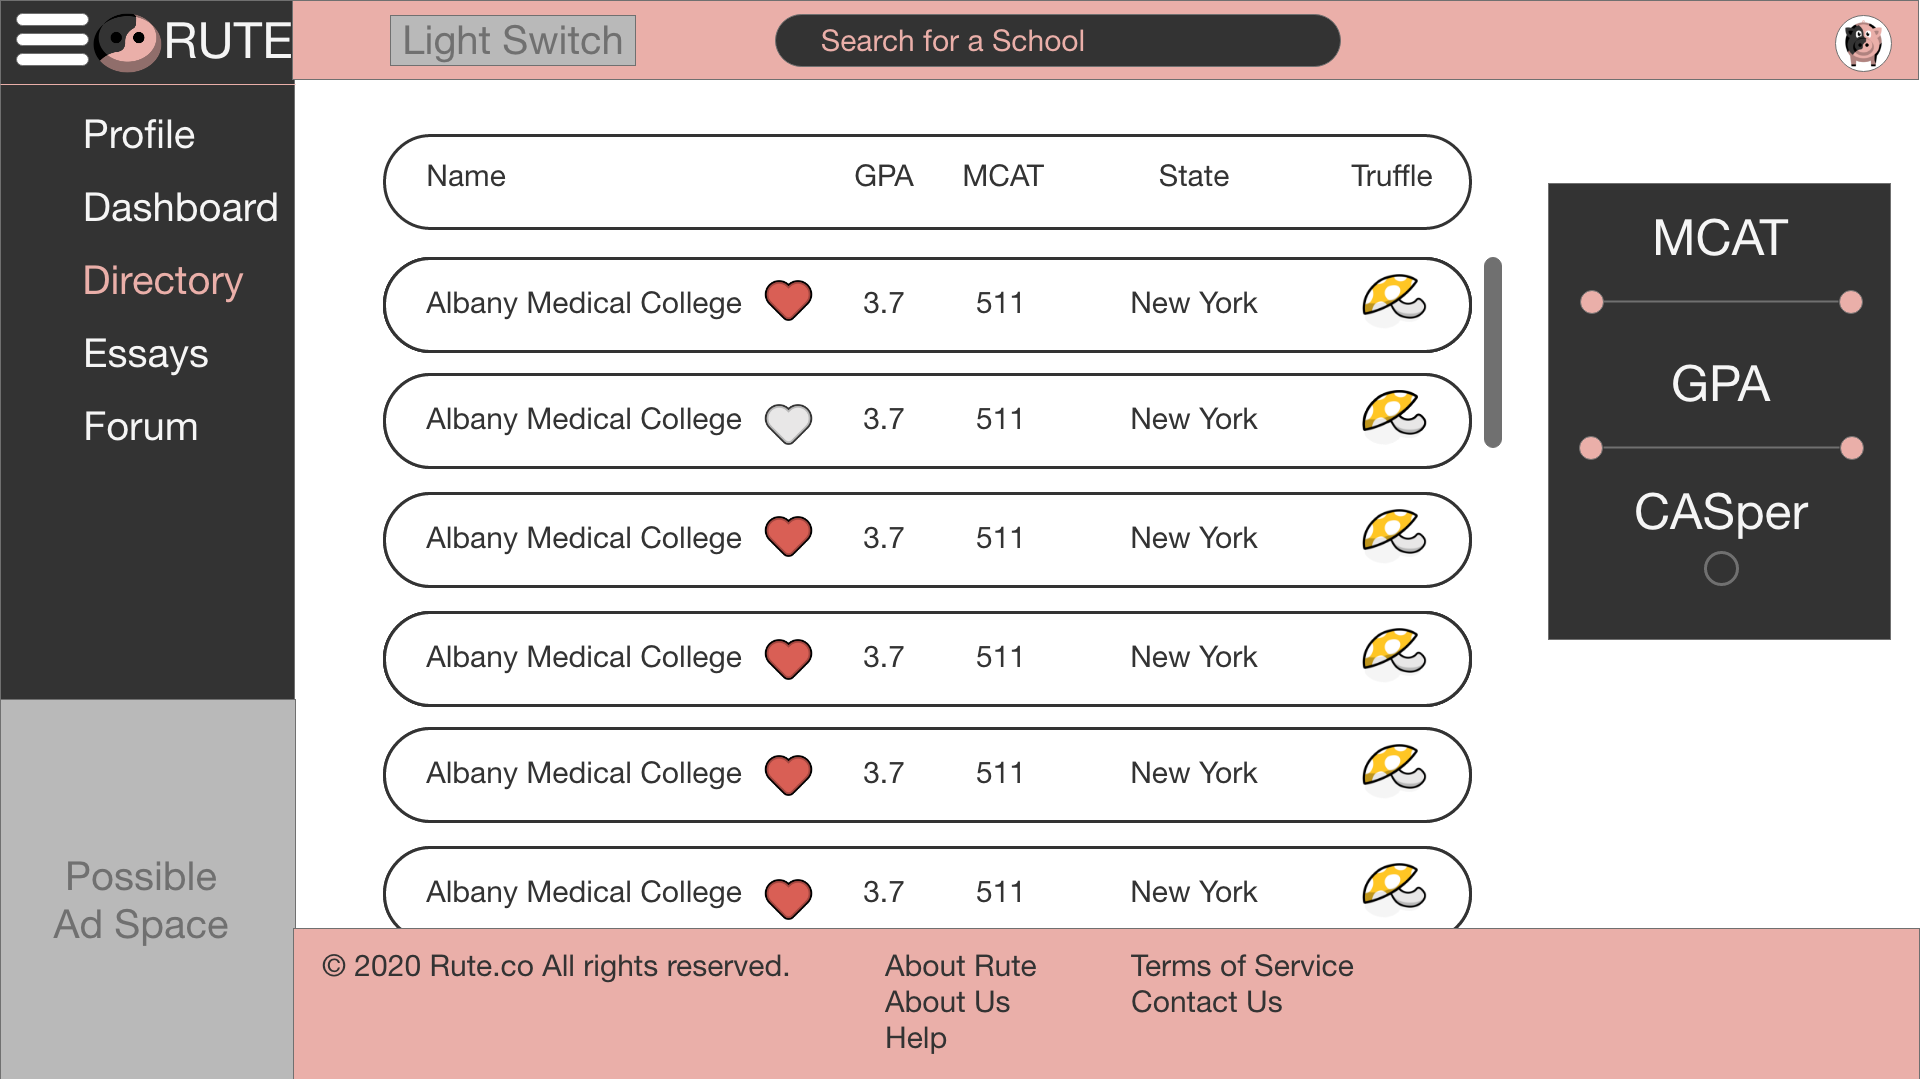 RUTE
Light Switch
Search for a School
Profile
Dashboard
Directory
Essays
Forum
Possible
Ad Space
Name GPA MCAT State Truffle
Albany Medical College 3.7 511 New York
Albany Medical College 3.7 511 New York
Albany Medical College 3.7 511 New York
Albany Medical College 3.7 511 New York
Albany Medical College 3.7 511 New York
Albany Medical College 3.7 511 New York
MCAT
GPA
CASper
© 2020 Rute.co All rights reserved.
About Rute
About Us
Help
Terms of Service
Contact Us